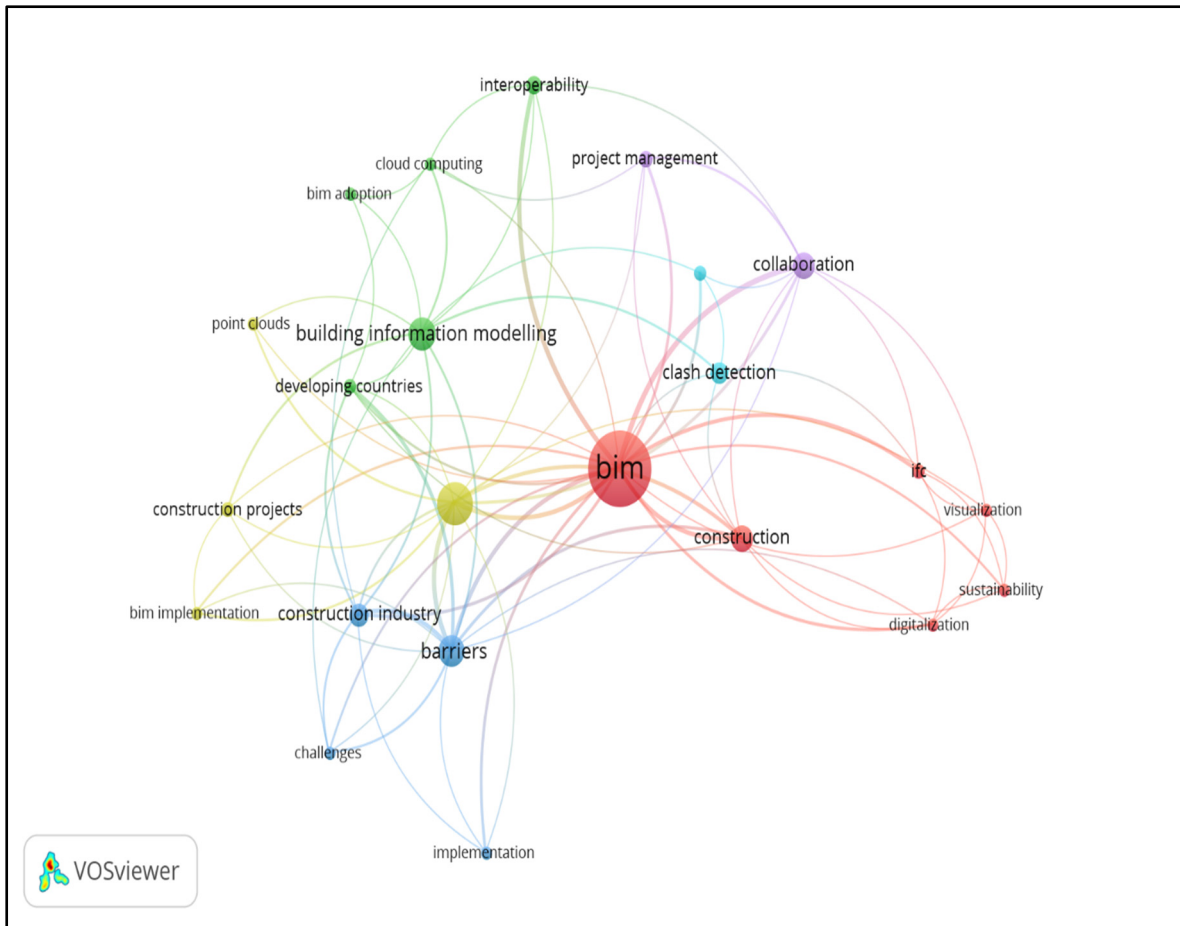 interoperability
project management
cloud computing
bim adoption
collaboration
point clouds
building information modelling
clash detection
developing countries
bim
ifc
construction projects
visualization
construction
sustainability
bim implementation
construction industry
digitalization
barriers
challenges
implementation
VOSviewer